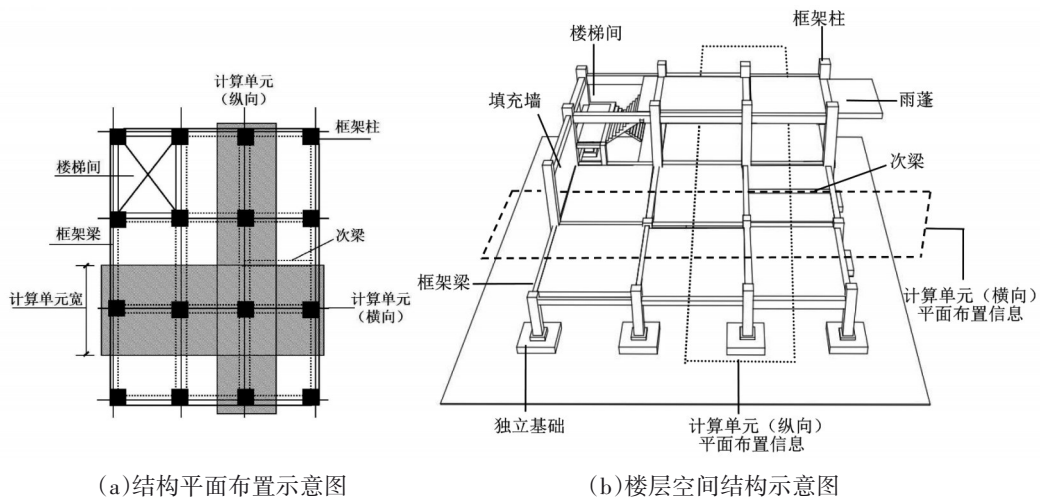 计算单元
(纵向)
框架柱
楼梯间
框架梁
次梁
计算单元宽
计算单元
(横向)
(a)结构平面布置示意图
框架柱
楼梯间
填充墙
雨蓬
次梁
框架梁
计算单元（横向）
平面布置信息
独立基础
计算单元（纵向）
平面布置信息
(b)楼层空间结构示意图